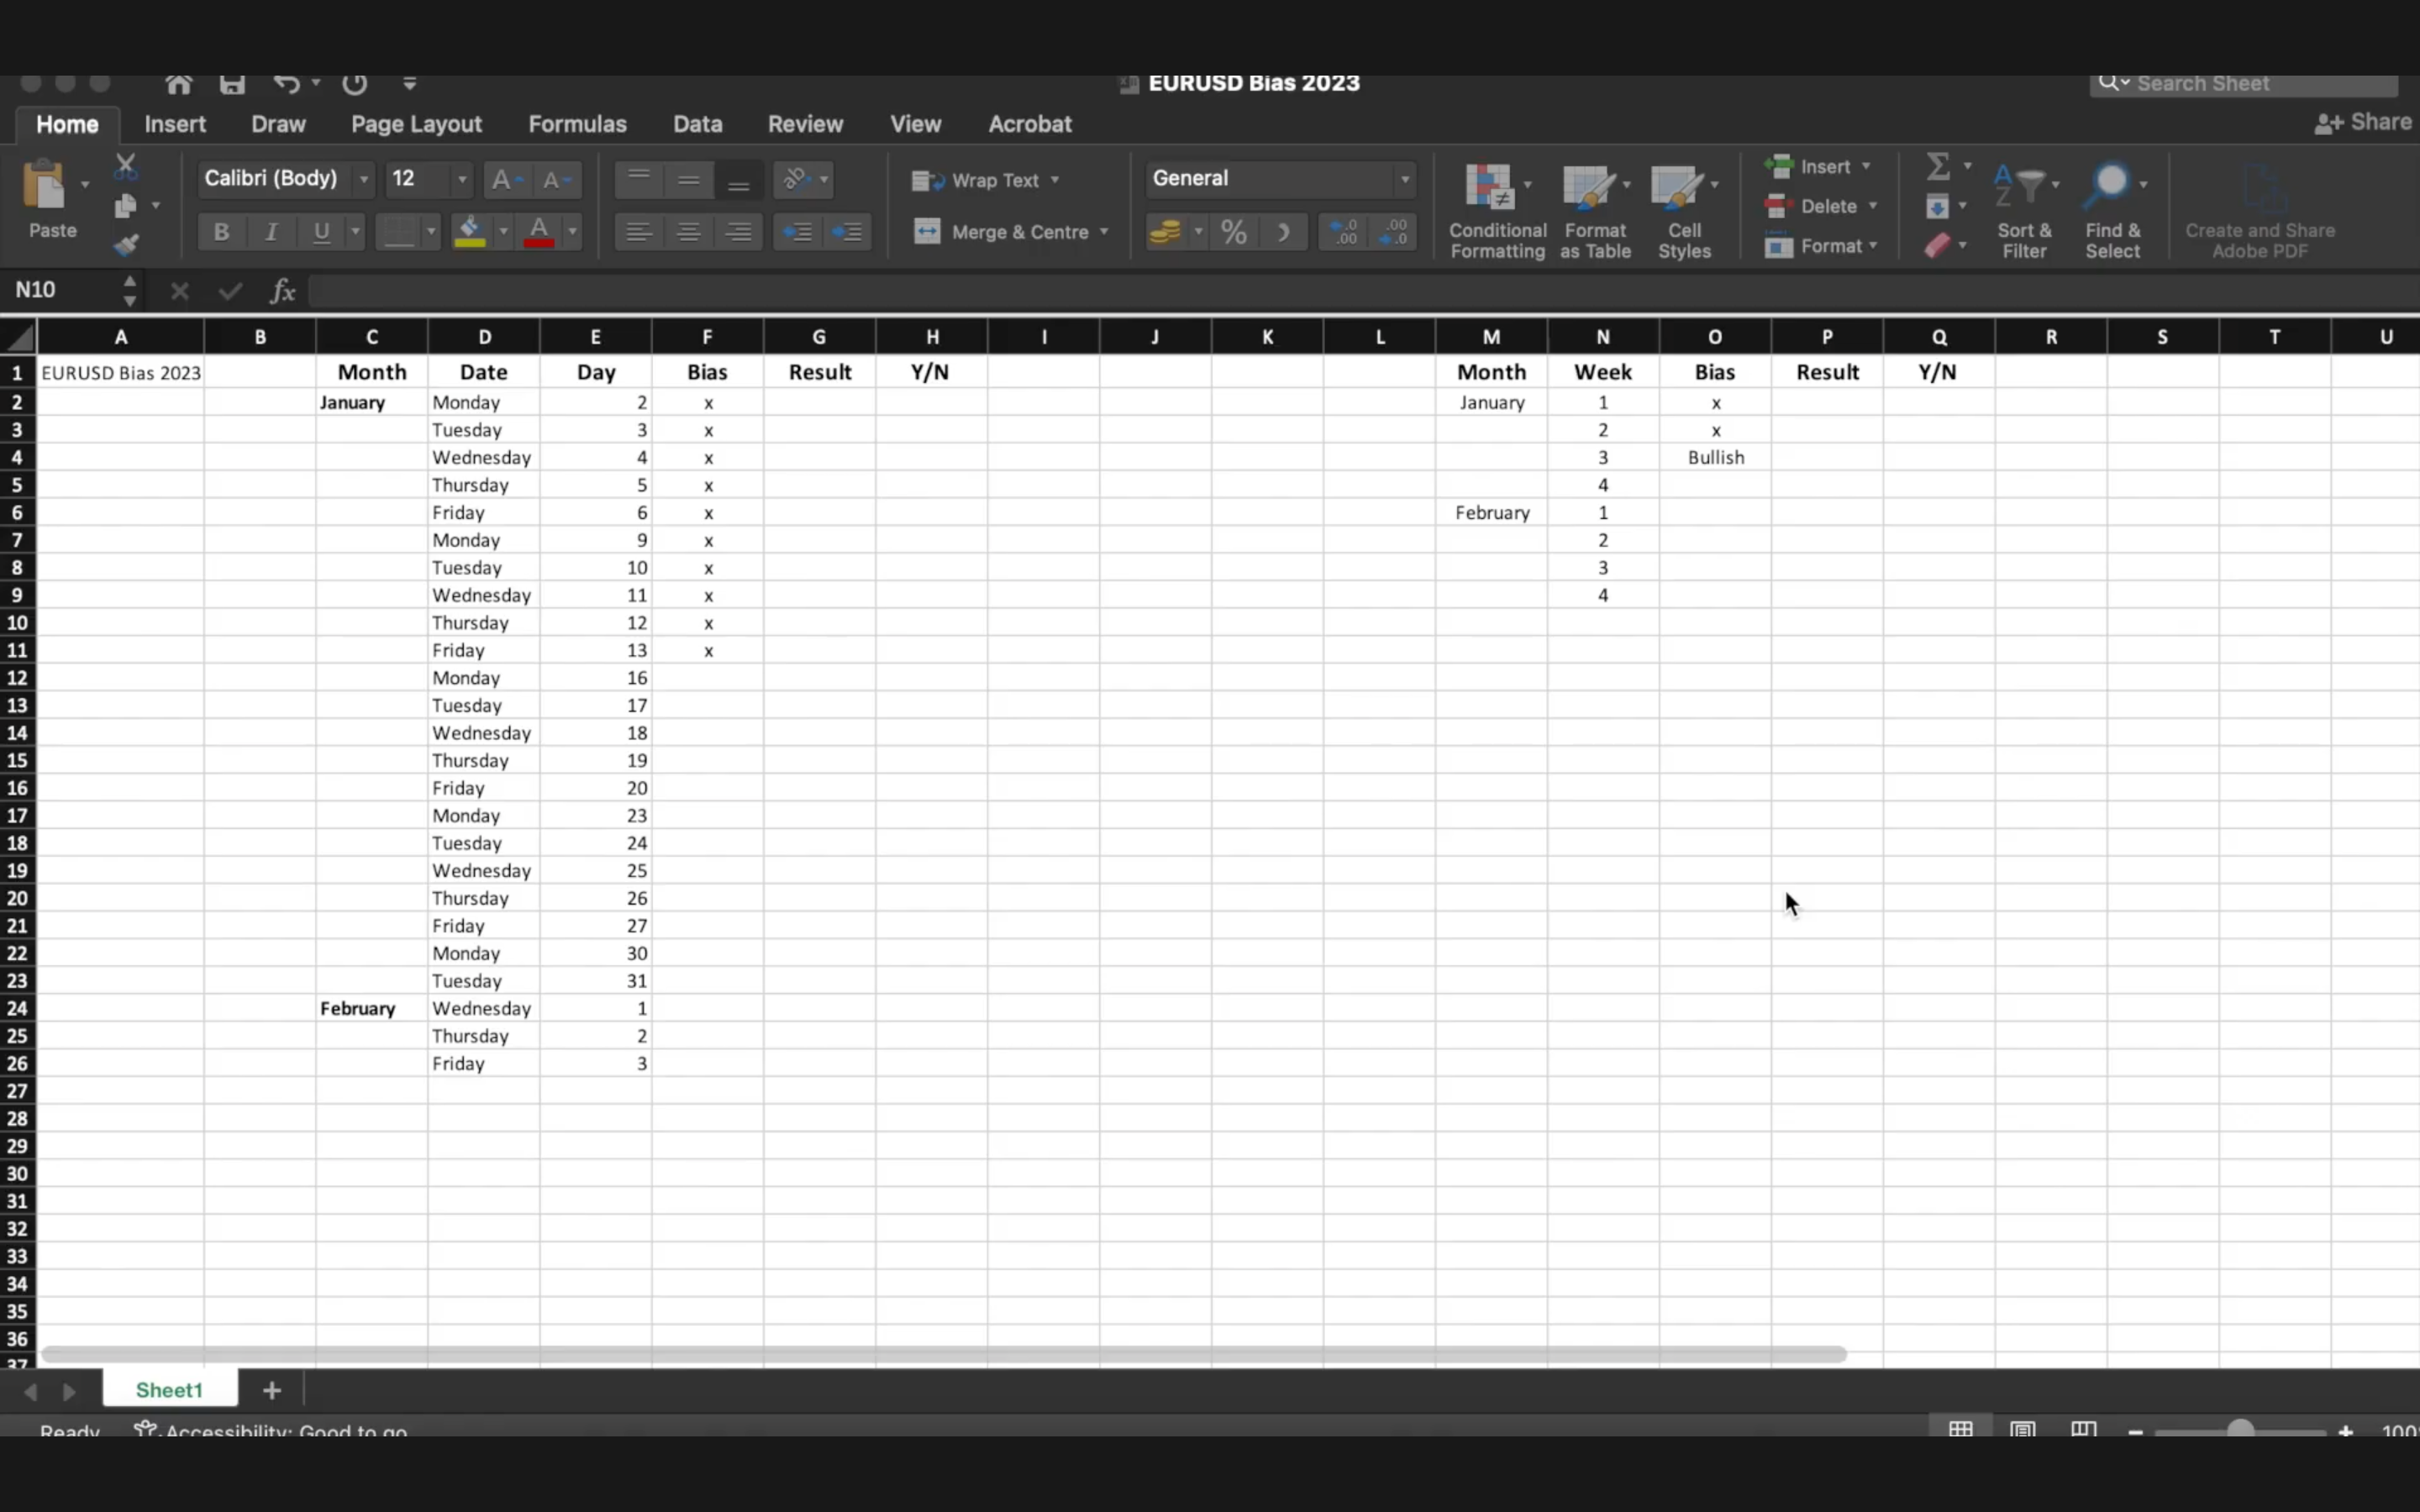 EURUSD Bias 2023
Search Sheet
Home Insert Draw Page Layout Formulas Data Review View Acrobat Share
Paste Calibri (Body) 12 A A Wrap Text General Conditional Formatting Format as Table Cell Styles Insert Delete Format Sort & Filter Find & Select Create and Share Adobe PDF
B I U A Merge & Centre % .0 .00 .00 .0
N10 fx
A B C D E F G H I J K L M N O P Q R S T U
1 EURUSD Bias 2023 Month Date Day Bias Result Y/N Month Week Bias Result Y/N
2 January Monday 2 x January 1 x
3 Tuesday 3 x 2 x
4 Wednesday 4 x 3 Bullish
5 Thursday 5 x 4
6 Friday 6 x February 1
7 Monday 9 x 2
8 Tuesday 10 x 3
9 Wednesday 11 x 4
10 Thursday 12 x
11 Friday 13 x
12 Monday 16
13 Tuesday 17
14 Wednesday 18
15 Thursday 19
16 Friday 20
17 Monday 23
18 Tuesday 24
19 Wednesday 25
20 Thursday 26
21 Friday 27
22 Monday 30
23 Tuesday 31
24 February Wednesday 1
25 Thursday 2
26 Friday 3
27
28
29
30
31
32
33
34
35
36
37
Sheet1 +
Ready Accessibility: Good to go